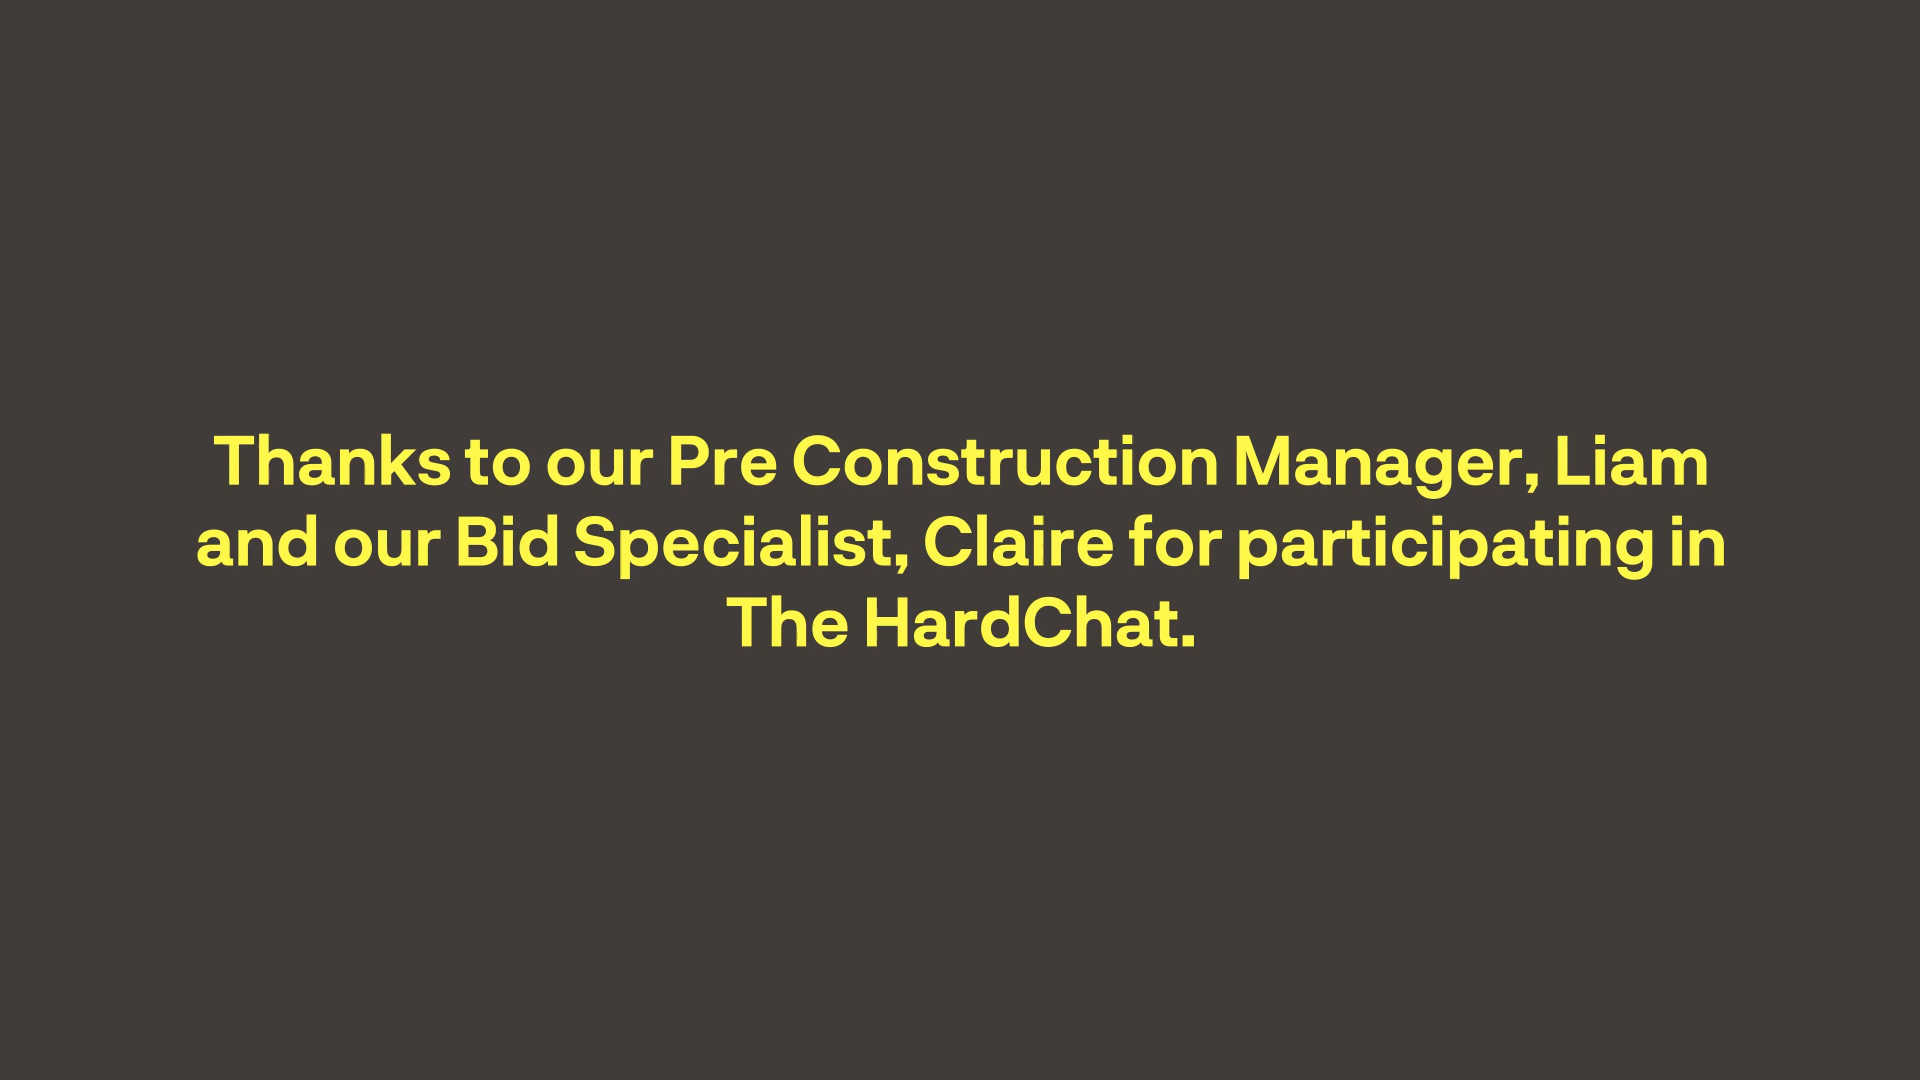 Thanks to our Pre Construction Manager, Liam
and our Bid Specialist, Claire for participating in
The HardChat.